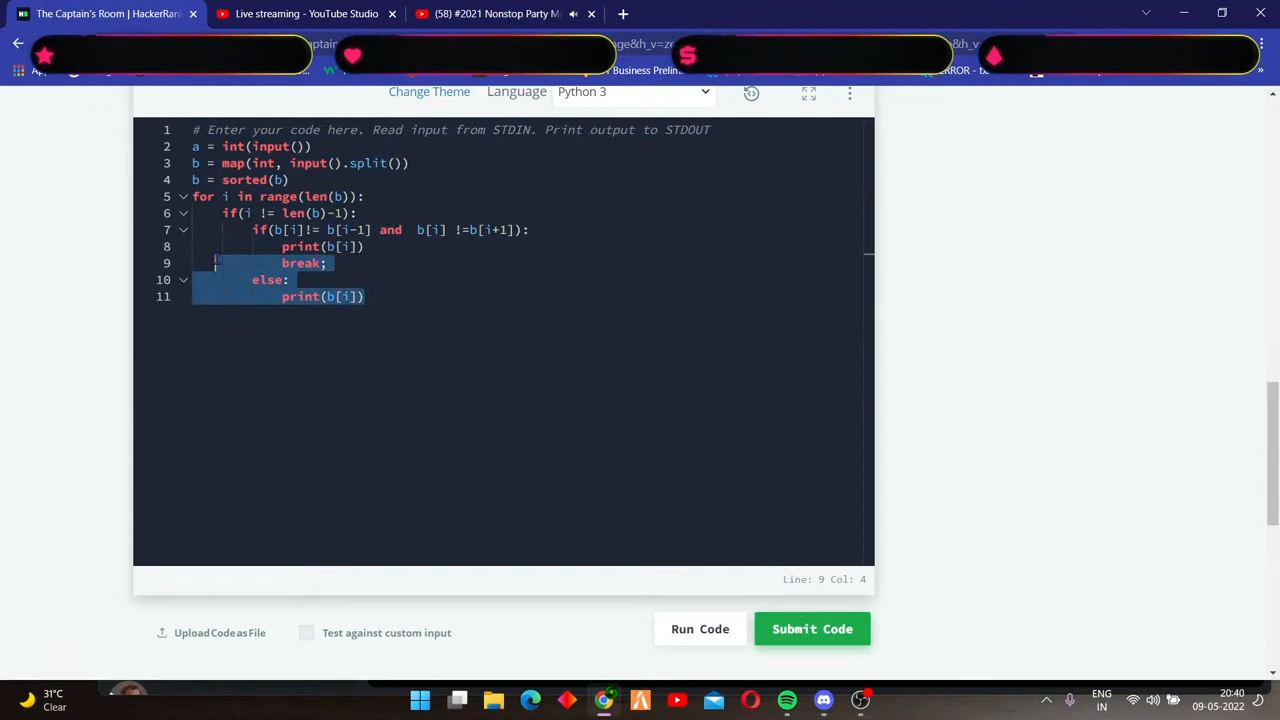 The Captain's Room | HackerRan
Live streaming - YouTube Studio
(58) #2021 Nonstop Party M
Change Theme
Language
Python 3
1 # Enter your code here. Read input from STDIN. Print output to STDOUT
2 a = int(input())
3 b = map(int, input().split())
4 b = sorted(b)
5 for i in range(len(b)):
6 if(i != len(b)-1):
7 if(b[i]!= b[i-1] and b[i] !=b[i+1]):
8 print(b[i])
9 break;
10 else:
11 print(b[i])
Line: 9 Col: 4
Upload Code as File
Test against custom input
Run Code
Submit Code
31°C
Clear
ENG
IN
20:40
09-05-2022